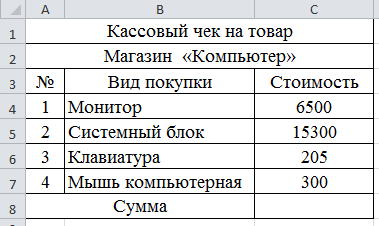 A B C
1 Кассовый чек на товар
2 Магазин «Компьютер»
3 № Вид покупки Стоимость
4 1 Монитор 6500
5 2 Системный блок 15300
6 3 Клавиатура 205
7 4 Мышь компьютерная 300
8 Сумма